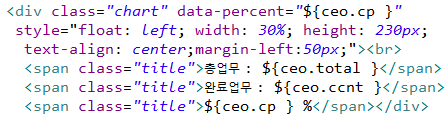 <div class="chart" data-percent="${ceo.cp }"
style="float: left; width: 30%; height: 230px;
text-align: center;margin-left:50px;"><br>
<span class="title">총업무 : ${ceo.total }</span>
<span class="title">완료업무 : ${ceo.ccnt }</span>
<span class="title">${ceo.cp } %</span></div>